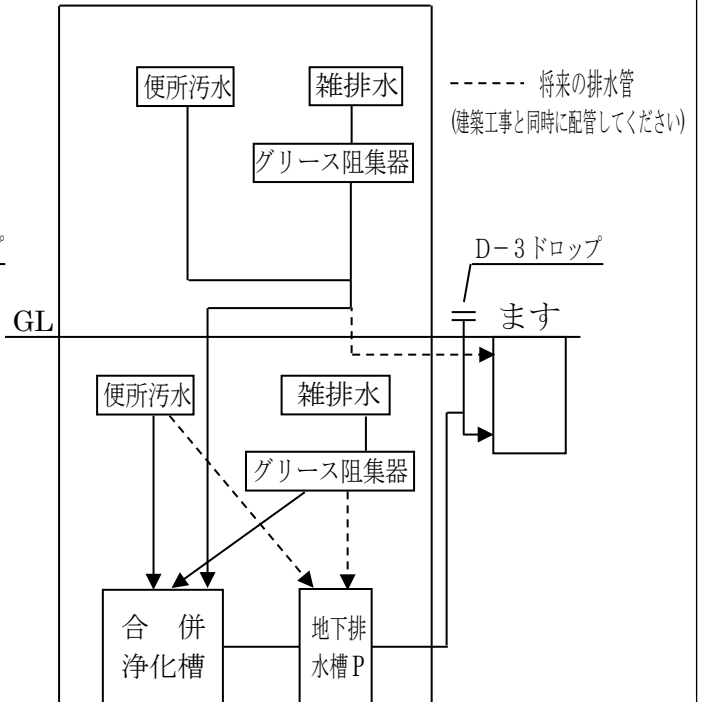 便所汚水
雑排水
グリース阻集器
将来の排水管
(建築工事と同時に配管してください)
プ
D－3ドロップ
GL
ます
便所汚水
雑排水
グリース阻集器
合　併
浄化槽
地下排
水槽P